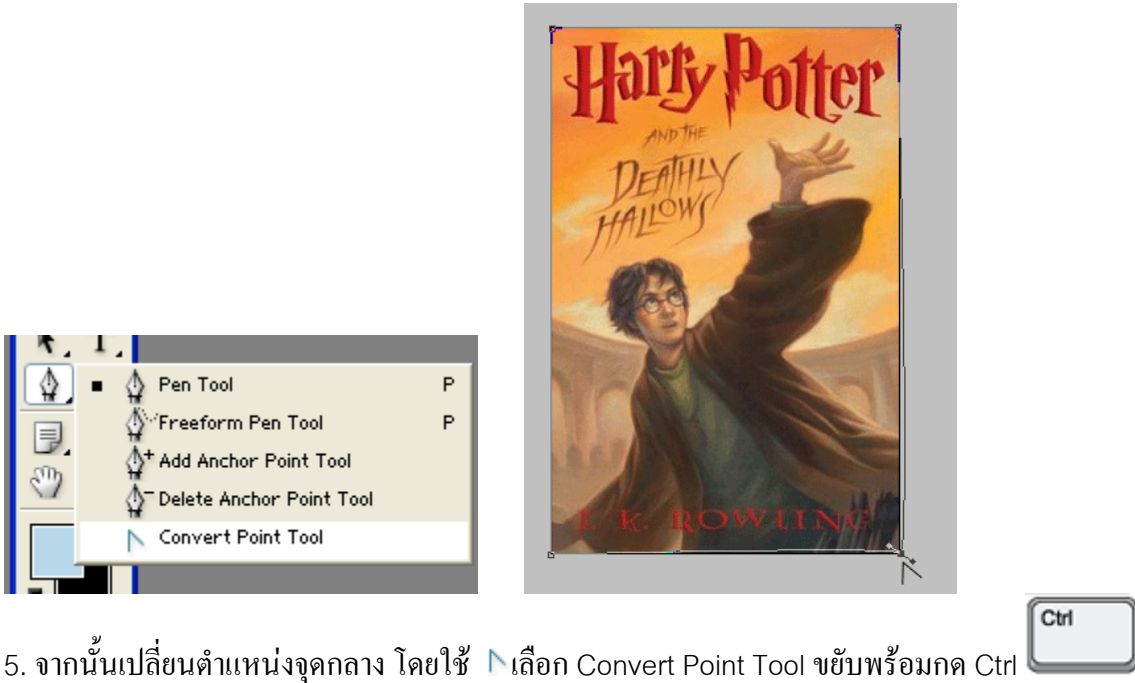 Harry Potter
AND THE
DEATHLY
HALLOWS
K. ROWLING
T
Pen Tool P
Freeform Pen Tool P
Add Anchor Point Tool
Delete Anchor Point Tool
Convert Point Tool
Ctrl
5. จากนั้นเปลี่ยนตำแหน่งจุดกลาง โดยใช้ เลือก Convert Point Tool ขยับพร้อมกด Ctrl